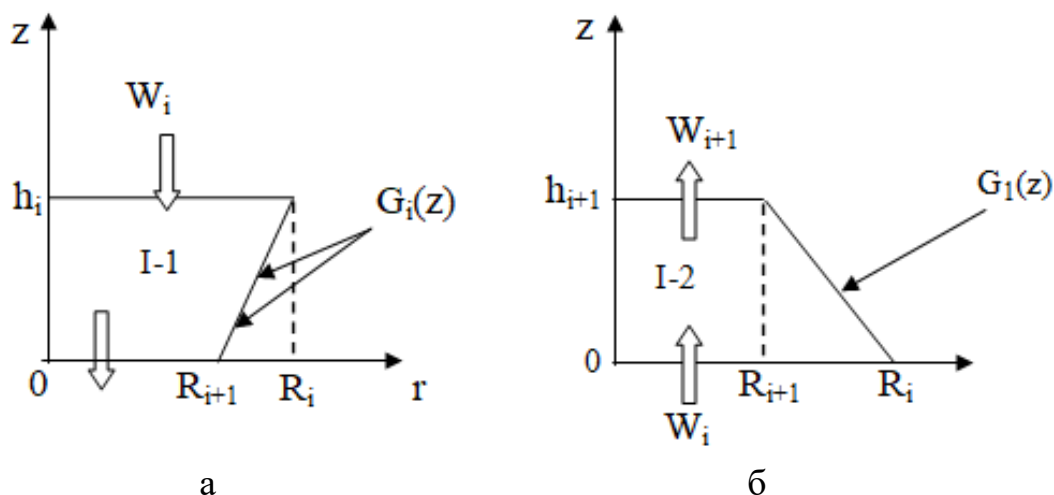 z
W_i
h_i
G_i(z)
I-1
0
R_{i+1}
R_i
r
а
z
W_{i+1}
h_{i+1}
G_1(z)
I-2
0
R_{i+1}
R_i
W_i
б